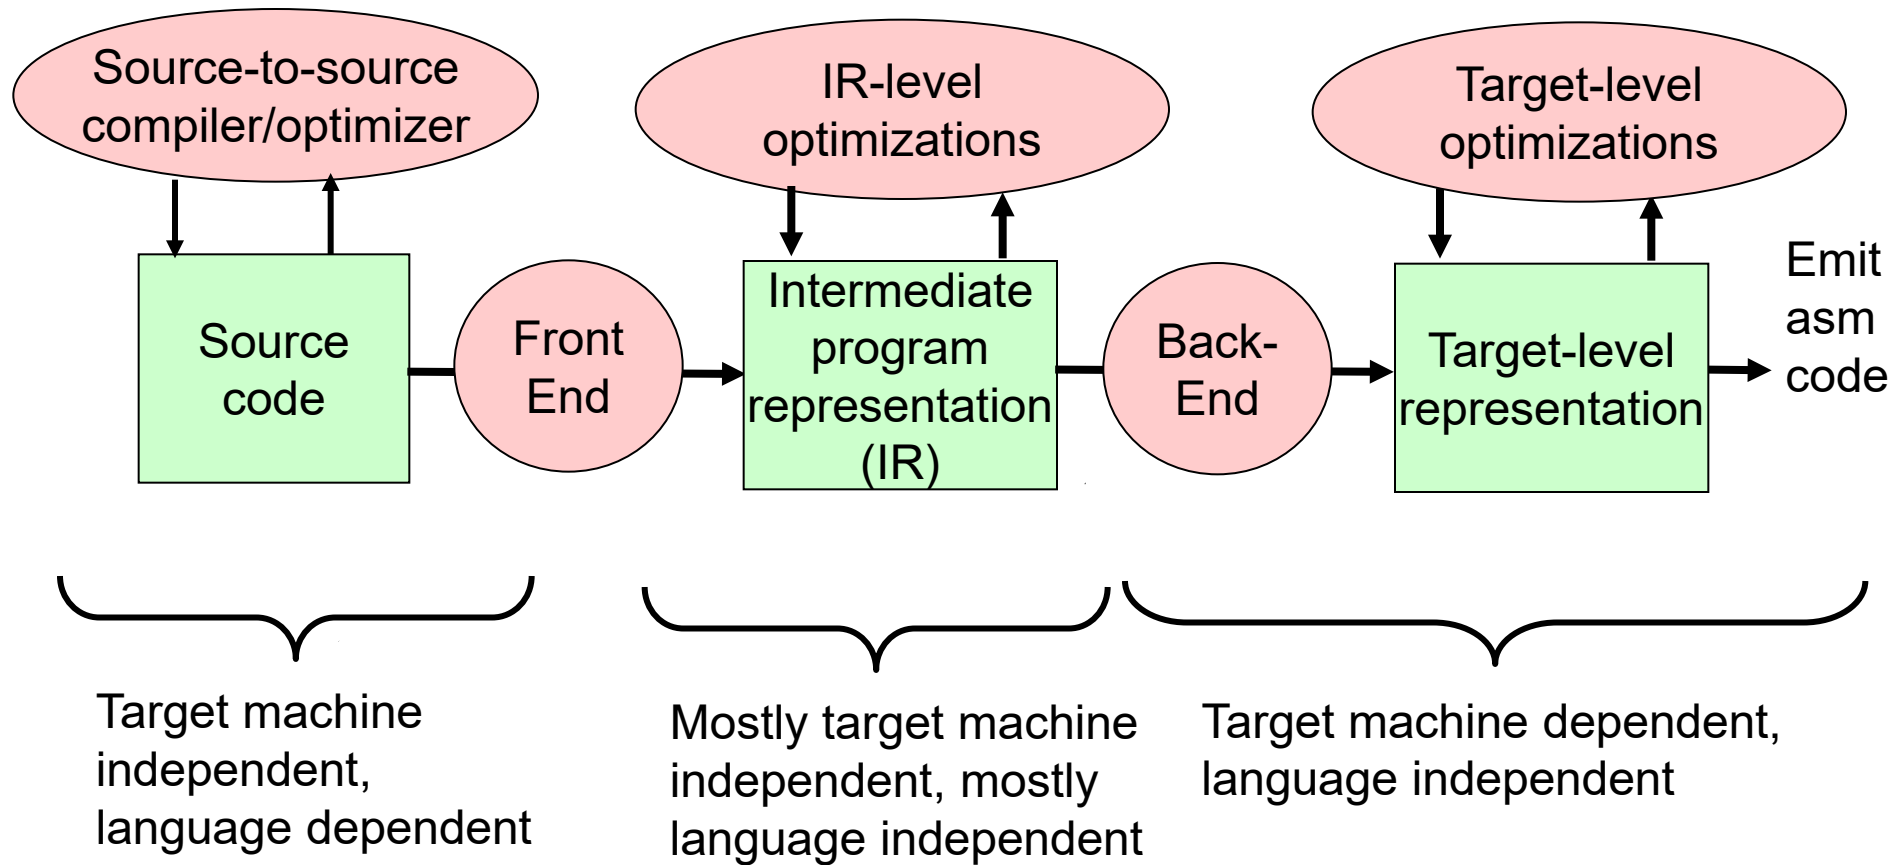 Source-to-source
compiler/optimizer
IR-level
optimizations
Target-level
optimizations
Source
code
Front
End
Intermediate
program
representation
(IR)
Back-
End
Target-level
representation
Emit
asm
code
Target machine
independent,
language dependent
Mostly target machine
independent, mostly
language independent
Target machine dependent,
language independent